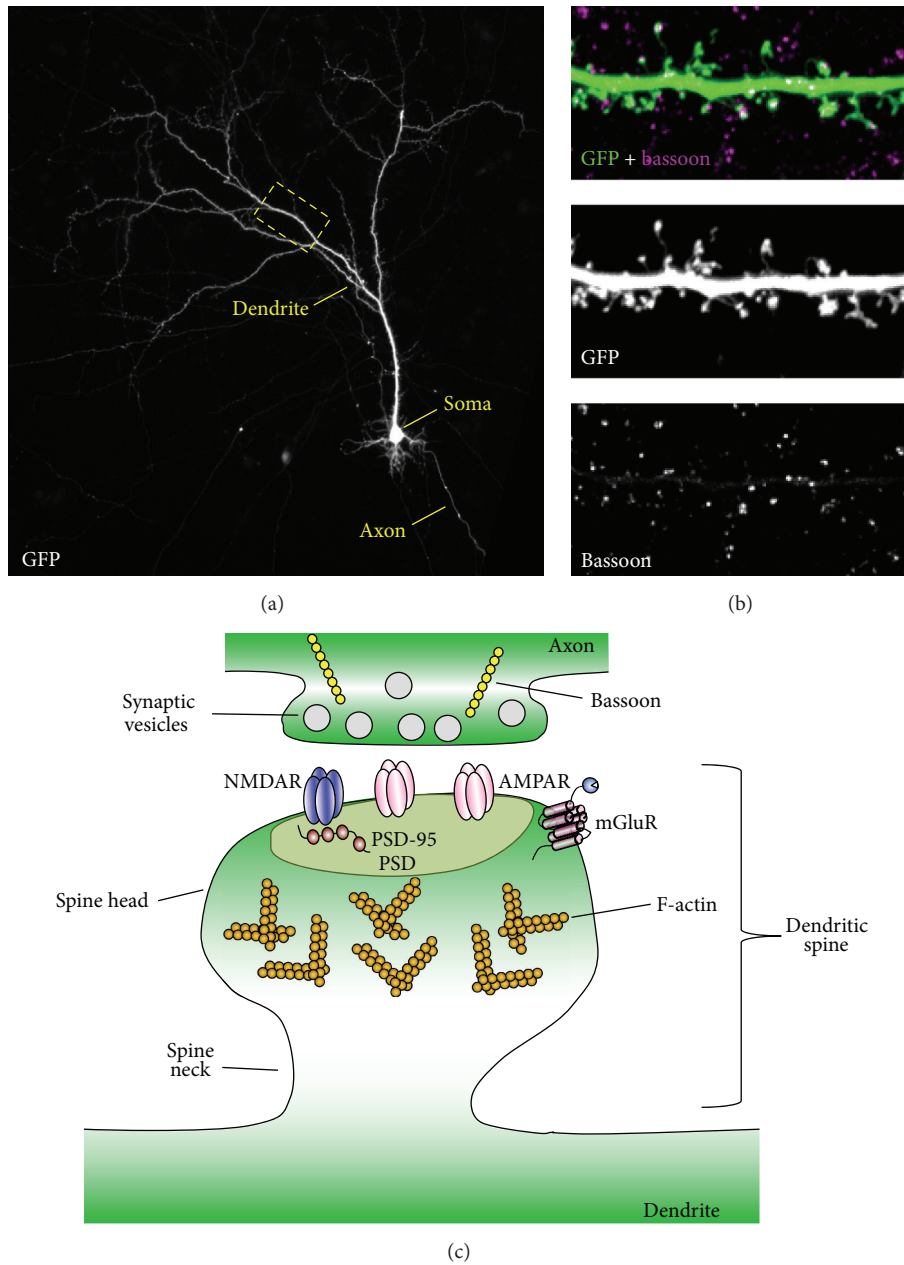 Dendrite
Soma
Axon
GFP
(a)
GFP + bassoon
GFP
Bassoon
(b)
Axon
Bassoon
Synaptic
vesicles
NMDAR
AMPAR
mGluR
PSD-95
PSD
Spine head
F-actin
Dendritic
spine
Spine
neck
Dendrite
(c)